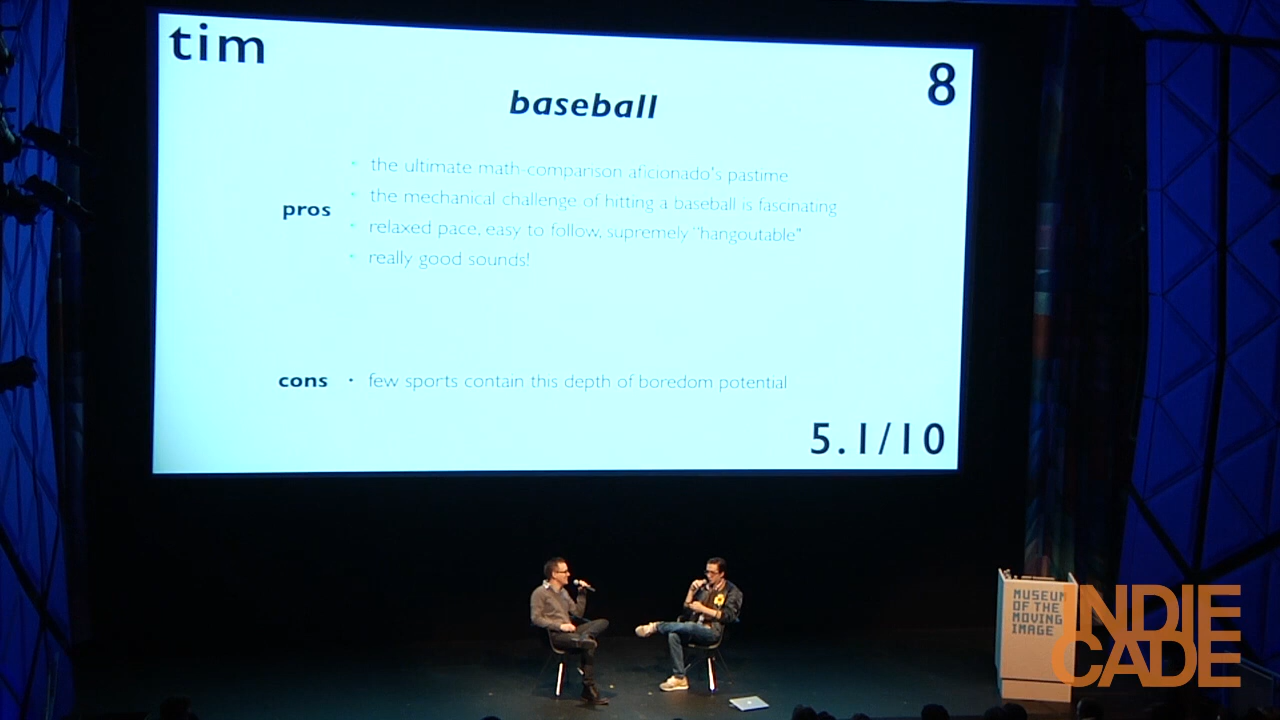 tim
8
baseball
the ultimate math-comparison aficionado's pastime
the mechanical challenge of hitting a baseball is fascinating
pros
relaxed pace, easy to follow, supremely "hangoutable"
really good sounds!
cons · few sports contain this depth of boredom potential
5.1/10
MUSEUM
OF THE
MOVING
IMAGE
INDIE
CADE